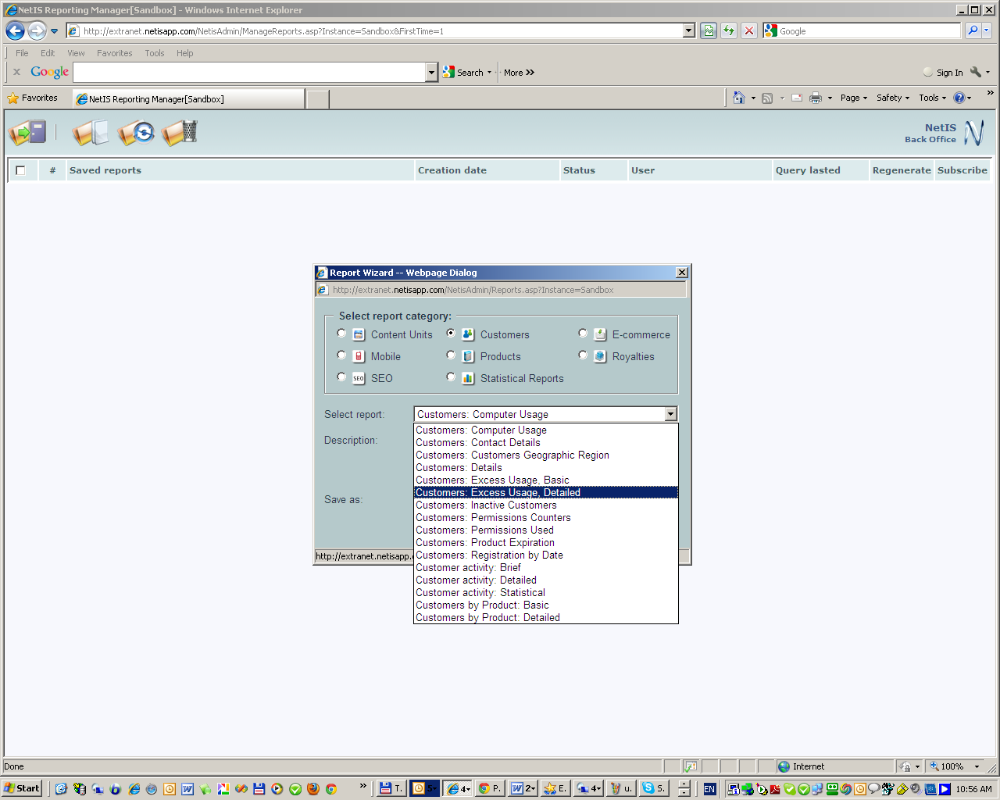 NetIS Reporting Manager[Sandbox] - Windows Internet Explorer
http://extranet.netisapp.com/NetisAdmin/ManageReports.asp?Instance=Sandbox&FirstTime=1
Google
File Edit View Favorites Tools Help
x Google Search More »
Sign In
Favorites
NetIS Reporting Manager[Sandbox]
Page Safety Tools
NetIS
Back Office
# Saved reports Creation date Status User Query lasted Regenerate Subscribe
Report Wizard -- Webpage Dialog
http://extranet.netisapp.com/NetisAdmin/Reports.asp?Instance=Sandbox
Select report category:
Content Units Customers E-commerce
Mobile Products Royalties
SEO SEO Statistical Reports
Select report: Customers: Computer Usage
Description:
Save as:
Customers: Computer Usage
Customers: Contact Details
Customers: Customers Geographic Region
Customers: Details
Customers: Excess Usage, Basic
Customers: Excess Usage, Detailed
Customers: Inactive Customers
Customers: Permissions Counters
Customers: Permissions Used
Customers: Product Expiration
Customers: Registration by Date
Customer activity: Brief
Customer activity: Detailed
Customer activity: Statistical
Customers by Product: Basic
Customers by Product: Detailed
http://extranet.netisapp.
Done Internet 100%
Start T. 5 4 P. 2 E. 4 u. S. EN 10:56 AM